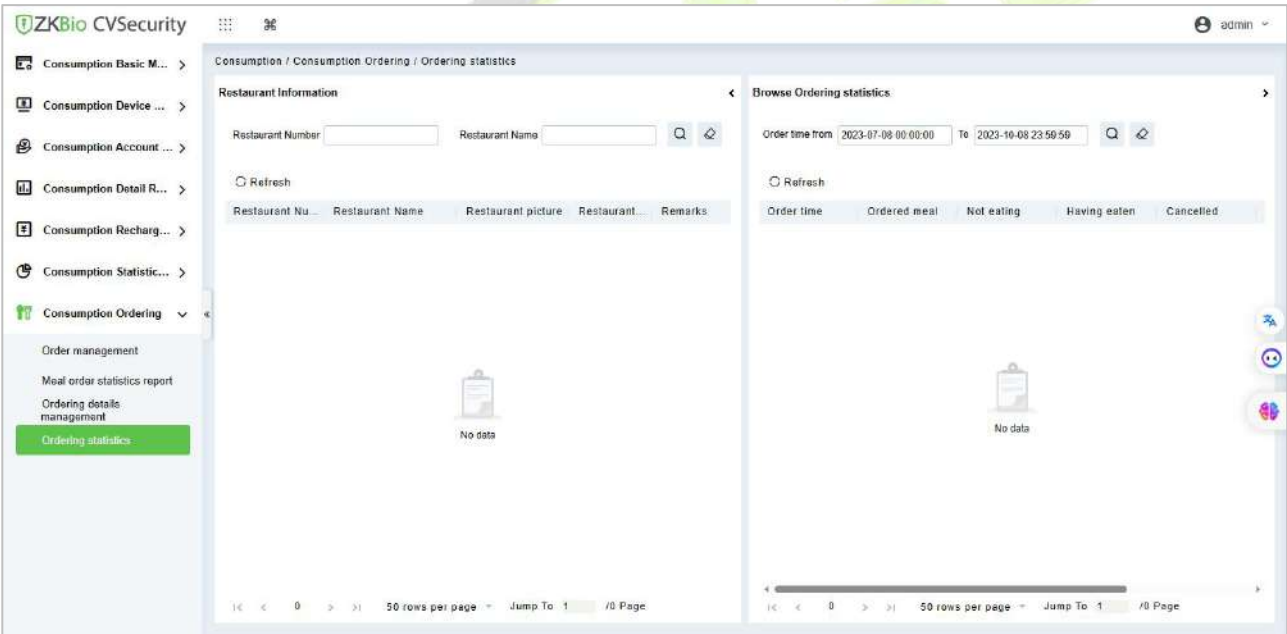 ZKBio CVSecurity
admin
Consumption Basic M...
Consumption Device ...
Consumption Account ...
Consumption Detail R...
Consumption Recharg...
Consumption Statistic...
Consumption Ordering
Order management
Meal order statistics report
Ordering details
management
Ordering statistics
Consumption / Consumption Ordering / Ordering statistics
Restaurant Information
Restaurant Number
Restaurant Name
Refresh
Restaurant Nu... Restaurant Name Restaurant picture Restaurant... Remarks
No data
0 50 rows per page Jump To 1 /0 Page
Browse Ordering statistics
Order time from 2023-07-08 00:00:00 To 2023-10-08 23:59:59
Refresh
Order time Ordered meal Not eating Having eaten Cancelled
No data
0 50 rows per page Jump To 1 /0 Page